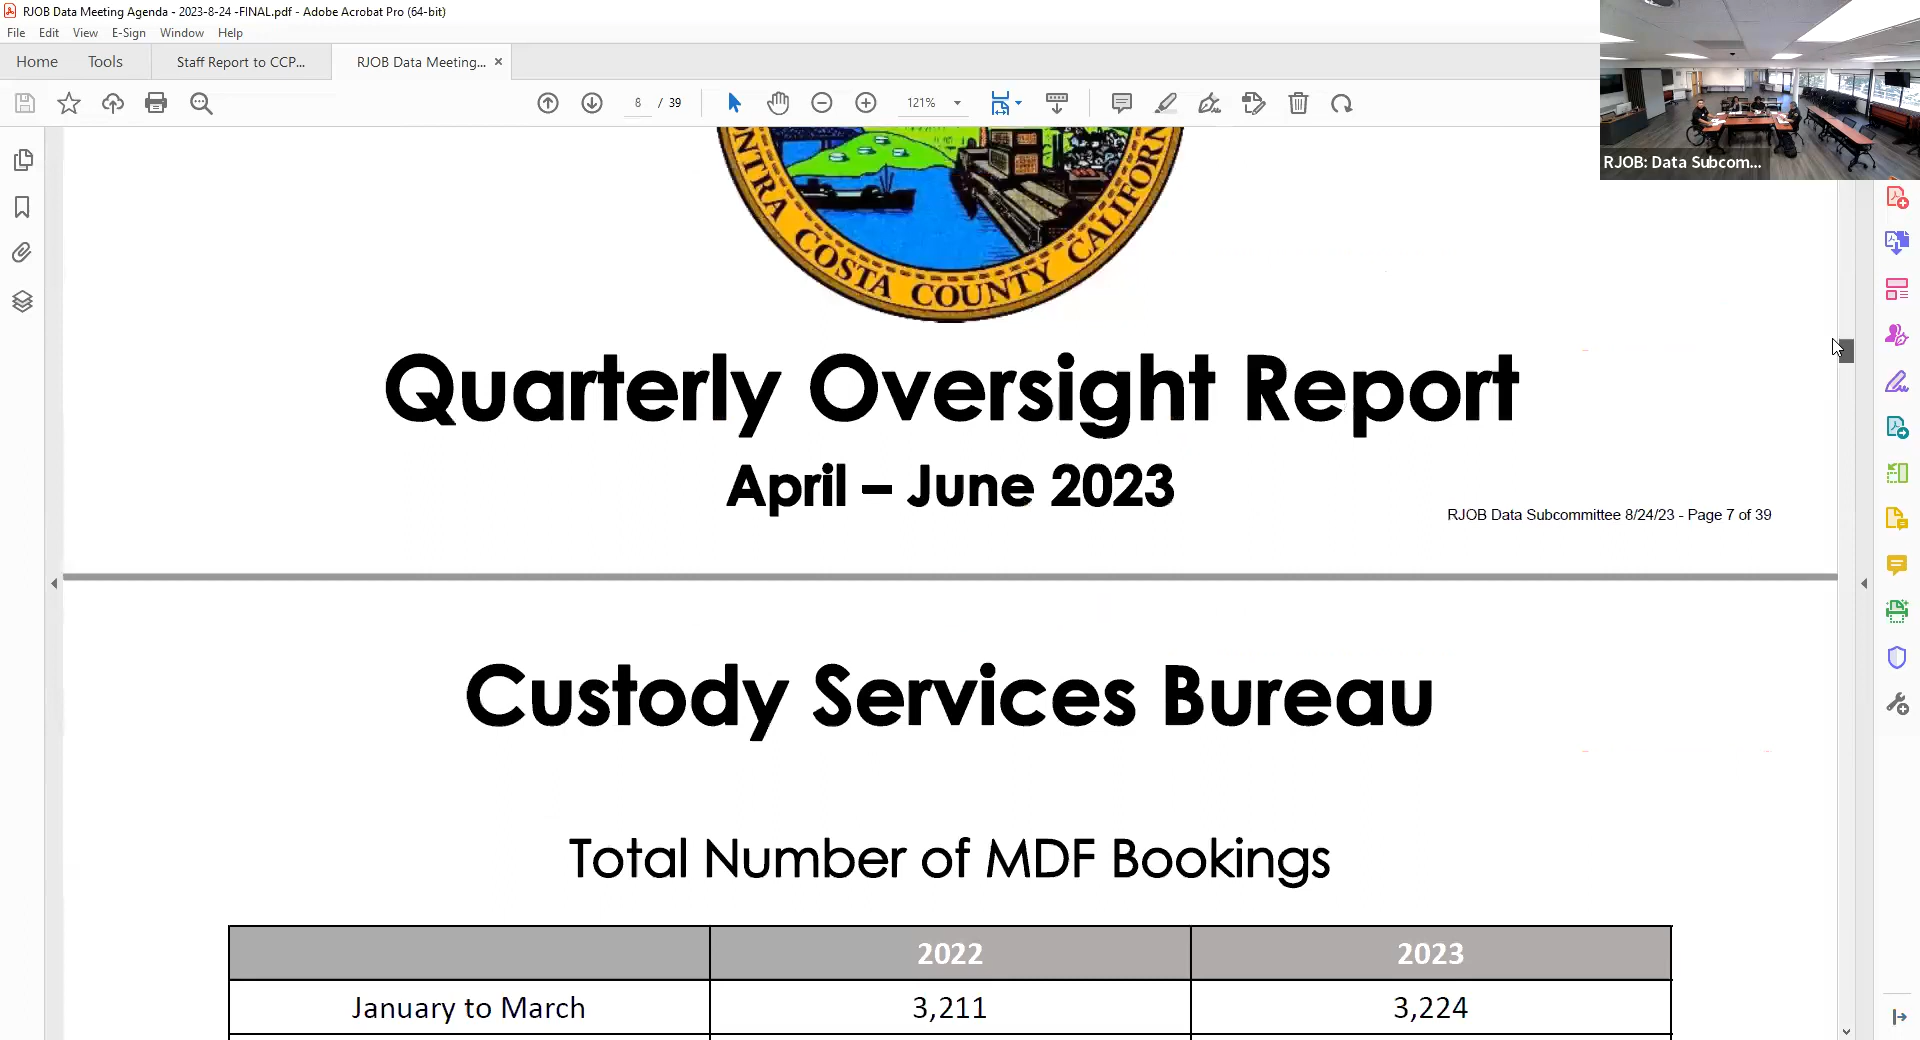 RJOB Data Meeting Agenda - 2023-8-24 -FINAL.pdf - Adobe Acrobat Pro (64-bit)
File Edit View E-Sign Window Help
Home Tools Staff Report to CCP... RJOB Data Meeting... ×
8 / 39 121%
RJOB: Data Subcom...
NTRA COSTA COUNTY CALIFORN
Quarterly Oversight Report
April – June 2023
RJOB Data Subcommittee 8/24/23 - Page 7 of 39
Custody Services Bureau
Total Number of MDF Bookings
2022 2023
January to March 3,211 3,224